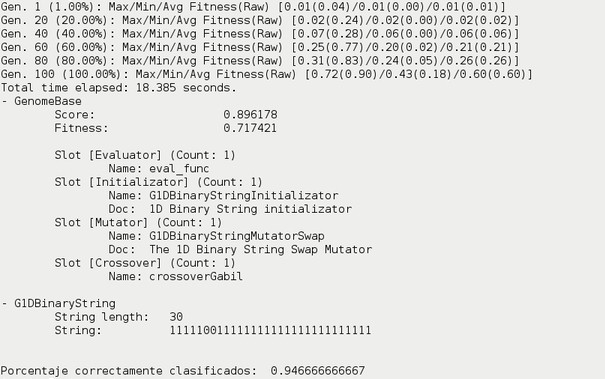 Gen. 1 (1.00%): Max/Min/Avg Fitness(Raw) [0.01(0.04)/0.01(0.00)/0.01(0.01)]
Gen. 20 (20.00%): Max/Min/Avg Fitness(Raw) [0.02(0.24)/0.02(0.00)/0.02(0.02)]
Gen. 40 (40.00%): Max/Min/Avg Fitness(Raw) [0.07(0.28)/0.06(0.00)/0.06(0.06)]
Gen. 60 (60.00%): Max/Min/Avg Fitness(Raw) [0.25(0.77)/0.20(0.02)/0.21(0.21)]
Gen. 80 (80.00%): Max/Min/Avg Fitness(Raw) [0.31(0.83)/0.24(0.05)/0.26(0.26)]
Gen. 100 (100.00%): Max/Min/Avg Fitness(Raw) [0.72(0.90)/0.43(0.18)/0.60(0.60)]
Total time elapsed: 18.385 seconds.
- GenomeBase
Score: 0.896178
Fitness: 0.717421
Slot [Evaluator] (Count: 1)
Name: eval_func
Slot [Initializator] (Count: 1)
Name: G1DBinaryStringInitializator
Doc: 1D Binary String initializator
Slot [Mutator] (Count: 1)
Name: G1DBinaryStringMutatorSwap
Doc: The 1D Binary String Swap Mutator
Slot [Crossover] (Count: 1)
Name: crossoverGabil
- G1DBinaryString
String length: 30
String: 111110011111111111111111111111
Porcentaje correctamente clasificados: 0.946666666667